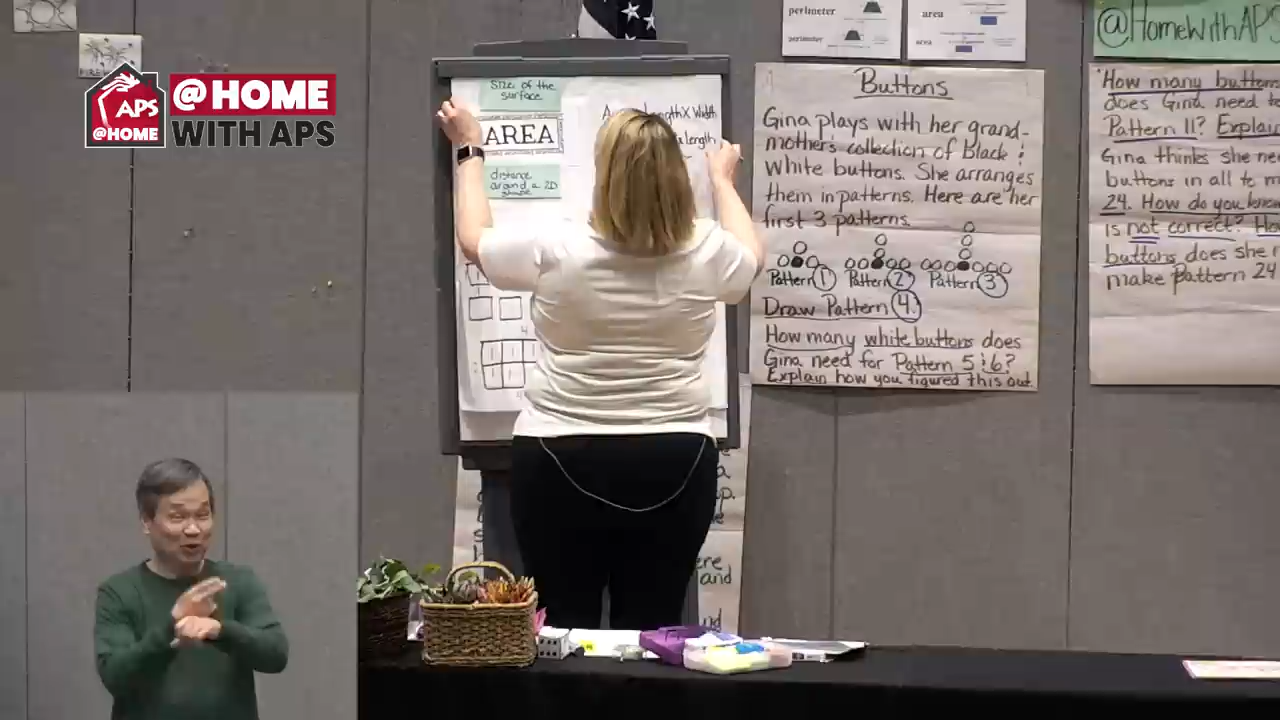 APS
@HOME
@HOME
WITH APS
Size of the
surface
AREA
distance
around a 2D
shape
Length X Width
length
4
perimeter
perimeter
area
area
@HomeWithAPS
Buttons
Gina plays with her grand-
mother's collection of black &
white buttons. She arranges
them in patterns. Here are her
first 3 patterns.
Pattern 1 Pattern 2 Pattern 3
Draw Pattern 4.
How many white buttons does
Gina need for Pattern 5 & 6?
Explain how you figured this out.
How many buttons
does Gina need to
Pattern 11? Explain
Gina thinks she
buttons in all to
24. How do you know
is not correct?
buttons does she
make Pattern 24